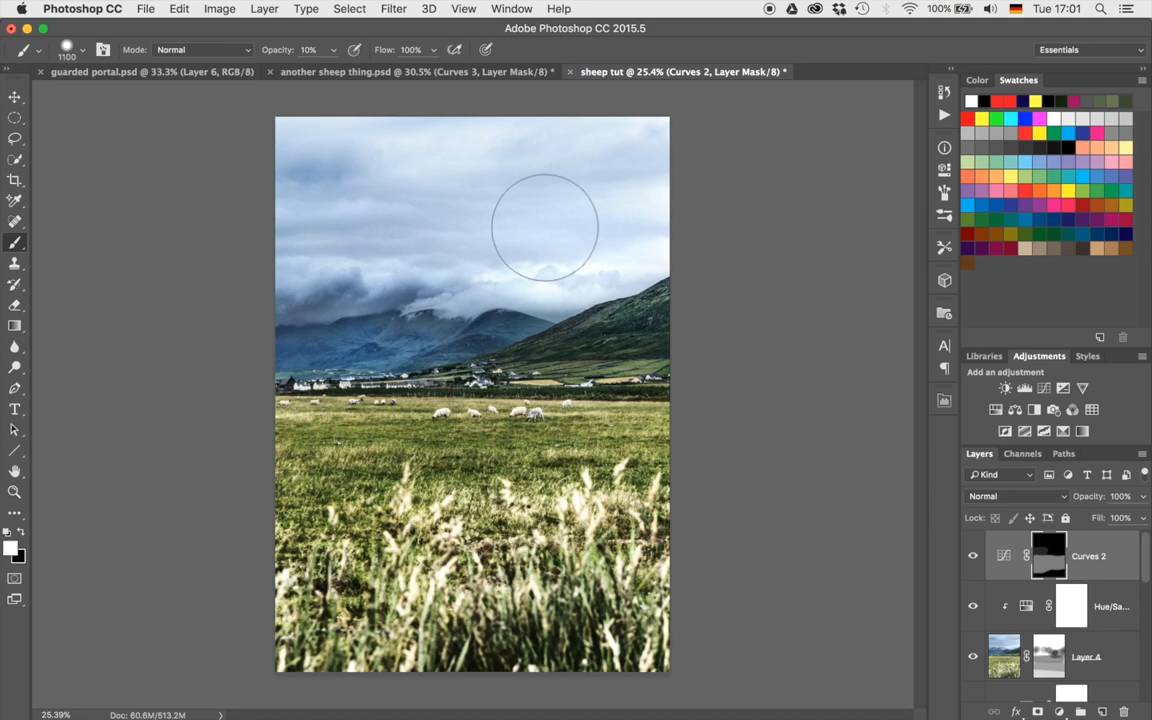 Photoshop CC File Edit Image Layer Type Select Filter 3D View Window Help 100% Tue 17:01
Adobe Photoshop CC 2015.5
1100 Mode: Normal Opacity: 10% Flow: 100% Essentials
guarded portal.psd @ 33.3% (Layer 6, RGB/8) another sheep thing.psd @ 30.5% (Curves 3, Layer Mask/8) * sheep tut @ 25.4% (Curves 2, Layer Mask/8) *
Color Swatches
Libraries Adjustments Styles
Add an adjustment
Layers Channels Paths
Kind
Normal Opacity: 100%
Lock: Fill: 100%
Curves 2
Hue/Sa...
Layer 4
25.39% Doc: 60.6M/513.2M